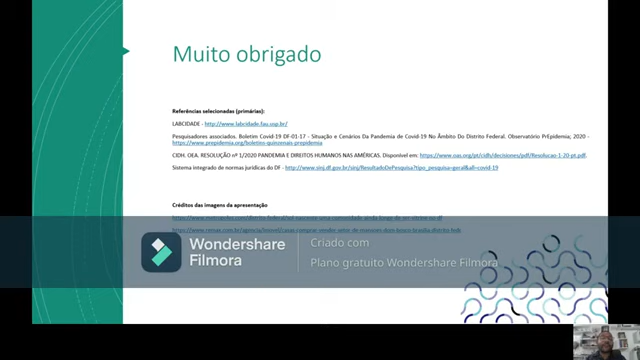 Muito obrigado
Referências selecionadas (primárias):
LABCIDADE - http://www.labcidade.fau.usp.br/
Pesquisadores associados. Boletim Covid-19 DF-01-17 - Situação e Cenários Da Pandemia de Covid-19 No Âmbito Do Distrito Federal. Observatório PrEpidemia; 2020 -
https://www.prepidemia.org/boletins-quinzenais-prepidemia
CIDH. OEA. RESOLUÇÃO nº 1/2020 PANDEMIA E DIREITOS HUMANOS NAS AMÉRICAS. Disponível em: https://www.oas.org/pt/cidh/decisiones/pdf/Resolucao-1-20-pt.pdf.
Sistema integrado de normas jurídicas do DF - http://www.sinj.df.gov.br/sinj/ResultadoDePesquisa?tipo_pesquisa=geral&all=covid-19
Créditos das imagens da apresentação
Wondershare
Filmora
Criado com
Plano gratuito Wondershare Filmora